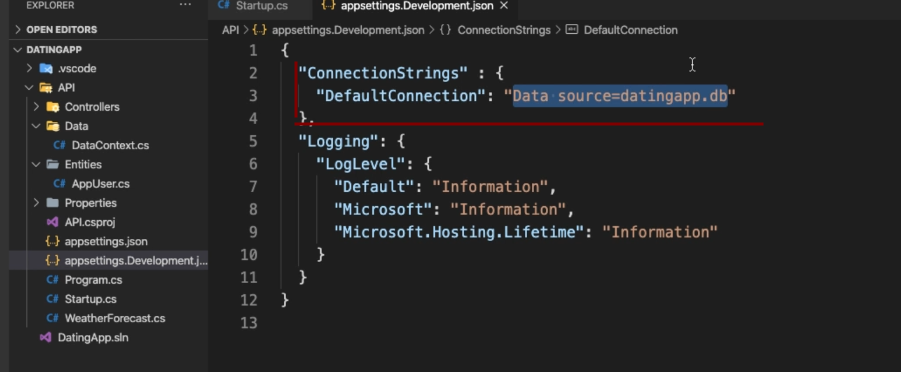 EXPLORER
...
Startup.cs
appsettings.Development.json
OPEN EDITORS
DATINGAPP
.vscode
API
Controllers
Data
C# DataContext.cs
Entities
C# AppUser.cs
Properties
API.csproj
{..} appsettings.json
{..} appsettings.Development.j...
C# Program.cs
C# Startup.cs
C# WeatherForecast.cs
DatingApp.sln
API > {..} appsettings.Development.json > {} ConnectionStrings > DefaultConnection
1 {
2 "ConnectionStrings" : {
3 "DefaultConnection": "Data source=datingapp.db"
4 },
5 "Logging": {
6 "LogLevel": {
7 "Default": "Information",
8 "Microsoft": "Information",
9 "Microsoft.Hosting.Lifetime": "Information"
10 }
11 }
12 }
13